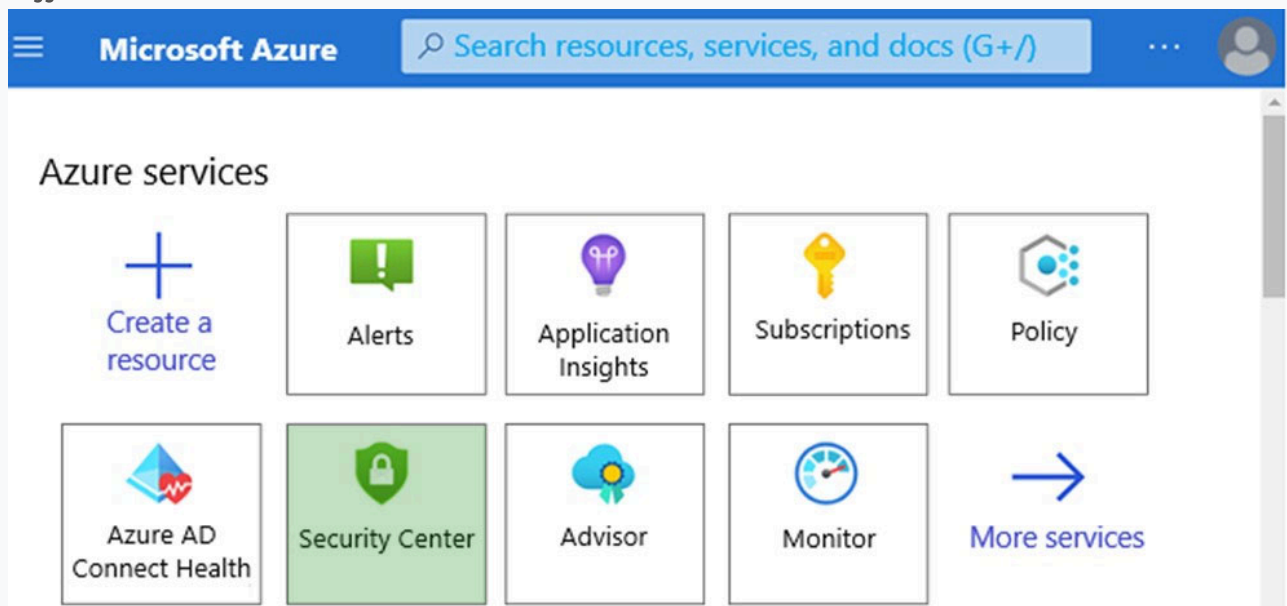 Microsoft Azure
Search resources, services, and docs (G+/)
...
Azure services
Create a
resource
Alerts
Application
Insights
Subscriptions
Policy
Azure AD
Connect Health
Security Center
Advisor
Monitor
More services